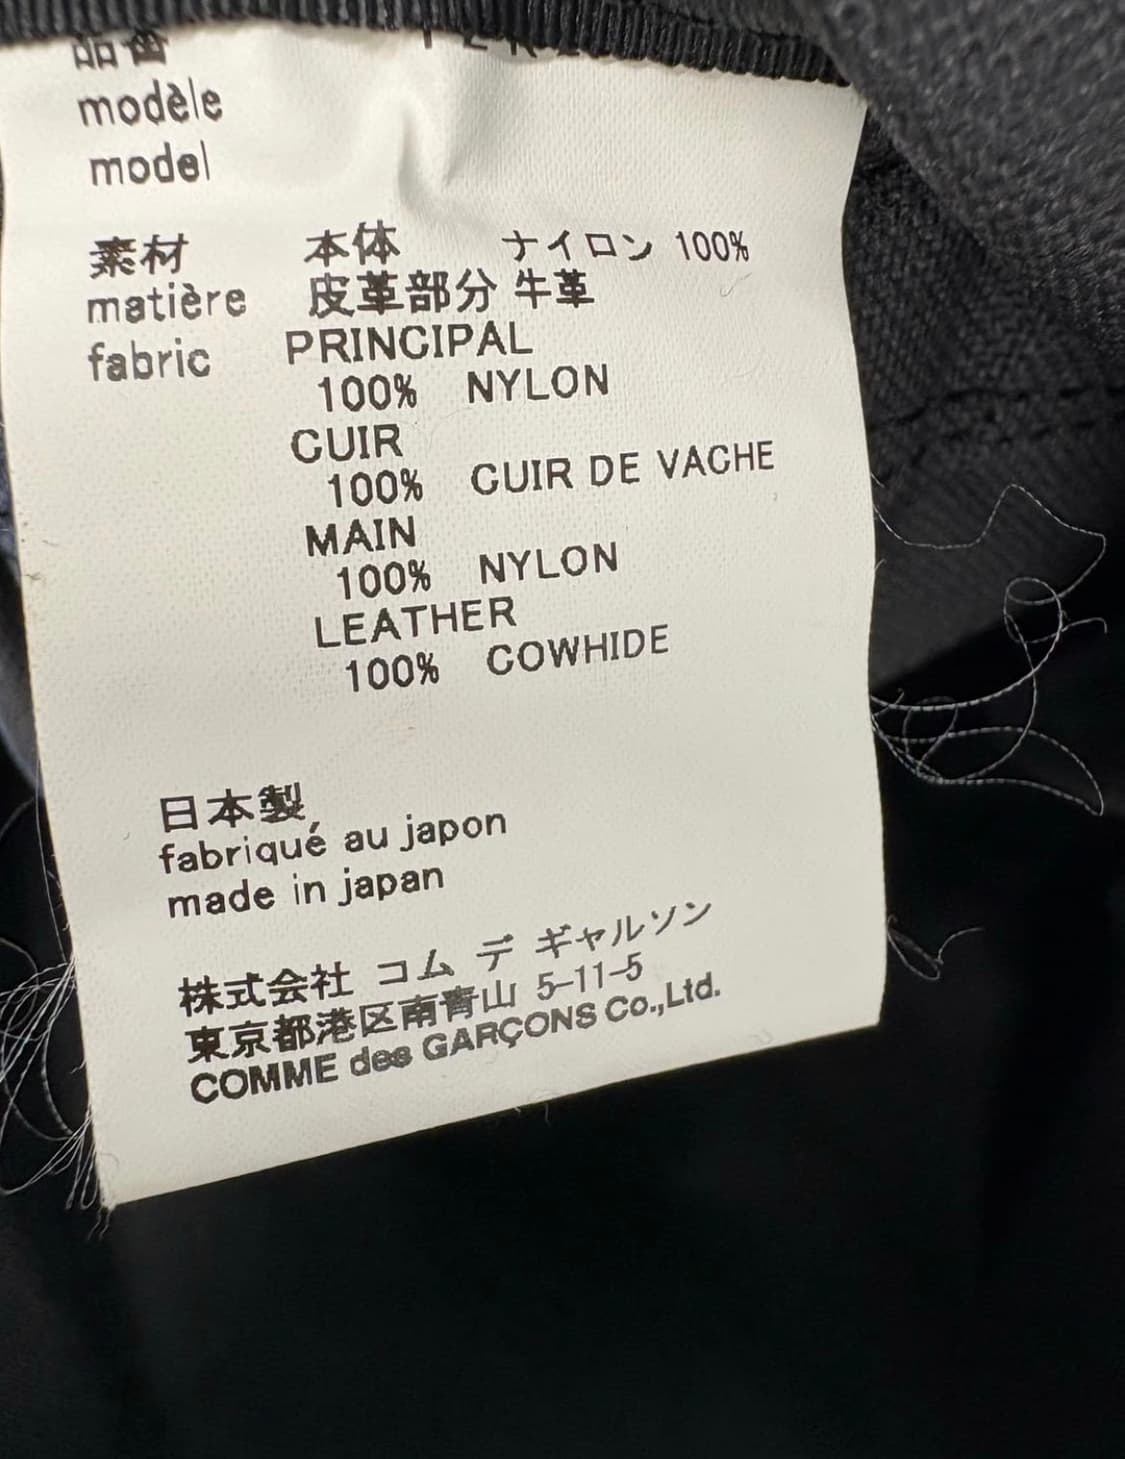 品番
modèle
model
素材 本体 ナイロン 100%
matière 皮革部分 牛革
fabric PRINCIPAL
100% NYLON
CUIR
100% CUIR DE VACHE
MAIN
100% NYLON
LEATHER
100% COWHIDE
日本製
fabriqué au japon
made in japan
株式会社 コム デ ギャルソン
東京都港区南青山 5-11-5
COMME des GARÇONS Co.,Ltd.